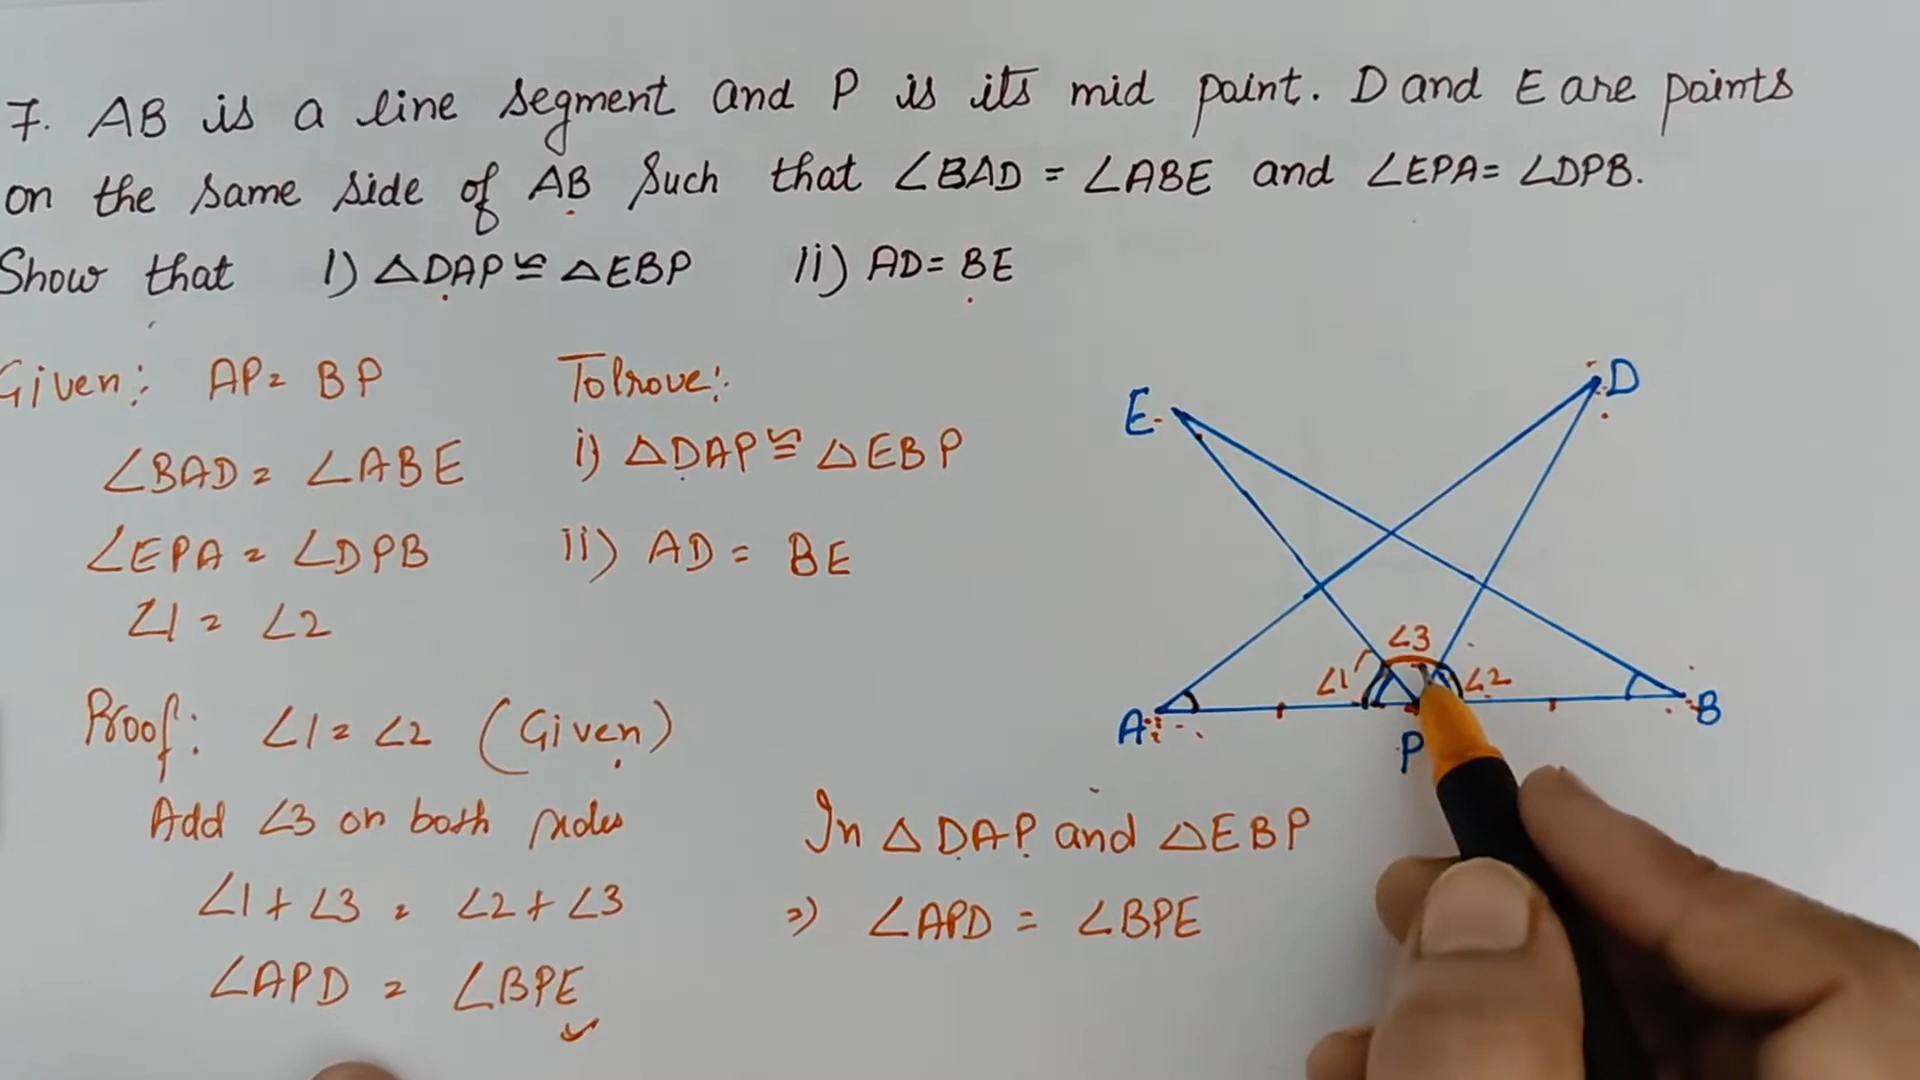 7. AB is a line segment and P is its mid point. D and E are points
on the same side of AB Such that ∠BAD = ∠ABE and ∠EPA = ∠DPB.
Show that I) △DAP ≅ △EBP II) AD = BE
Given: AP = BP
∠BAD = ∠ABE
∠EPA = ∠DPB
∠1 = ∠2
To Prove:
i) △DAP ≅ △EBP
ii) AD = BE
Proof: ∠1 = ∠2 (Given)
Add ∠3 on both sides
∠1 + ∠3 = ∠2 + ∠3
∠APD = ∠BPE
In △DAP and △EBP
⇒ ∠APD = ∠BPE
E
D
∠3
∠1
∠2
A
B
P